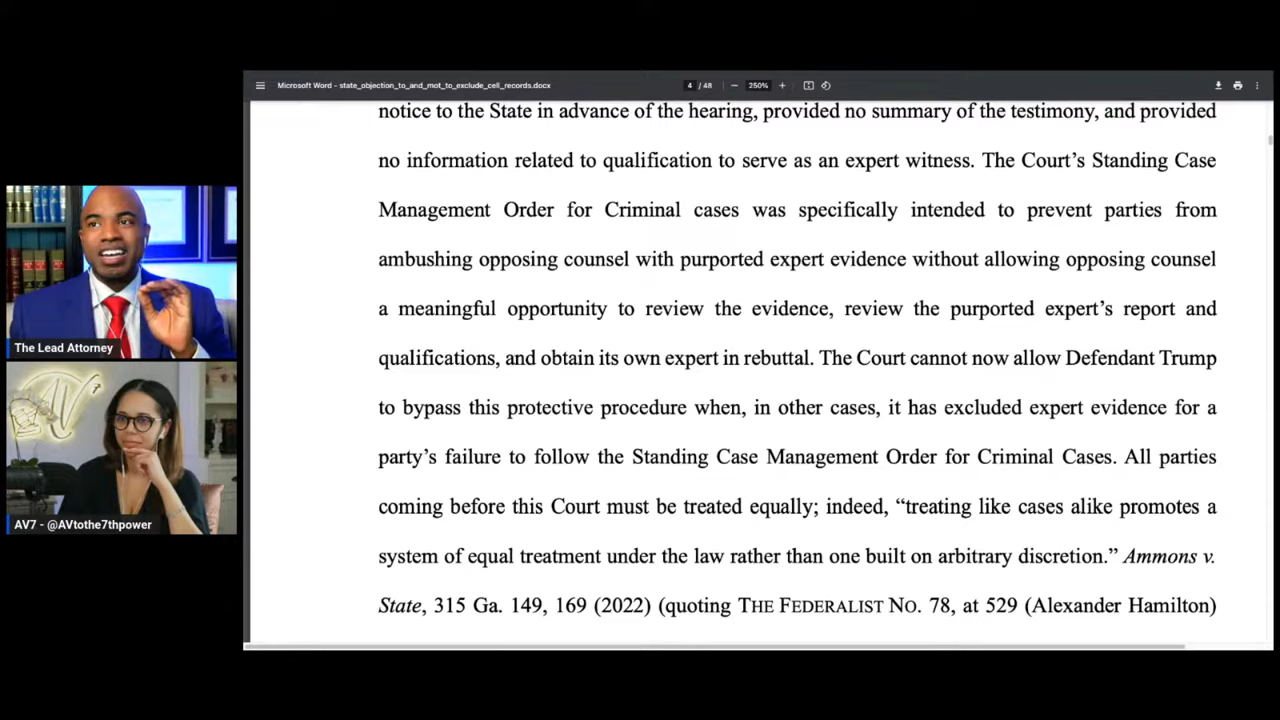 Microsoft Word - state_objection_to_and_mot_to_exclude_cell_records.docx
4 / 48
250%
notice to the State in advance of the hearing, provided no summary of the testimony, and provided
no information related to qualification to serve as an expert witness. The Court’s Standing Case
Management Order for Criminal cases was specifically intended to prevent parties from
ambushing opposing counsel with purported expert evidence without allowing opposing counsel
a meaningful opportunity to review the evidence, review the purported expert’s report and
qualifications, and obtain its own expert in rebuttal. The Court cannot now allow Defendant Trump
to bypass this protective procedure when, in other cases, it has excluded expert evidence for a
party’s failure to follow the Standing Case Management Order for Criminal Cases. All parties
coming before this Court must be treated equally; indeed, “treating like cases alike promotes a
system of equal treatment under the law rather than one built on arbitrary discretion.” Ammons v.
State, 315 Ga. 149, 169 (2022) (quoting THE FEDERALIST NO. 78, at 529 (Alexander Hamilton)
The Lead Attorney
AV7
AV7 - @AVtothe7thpower